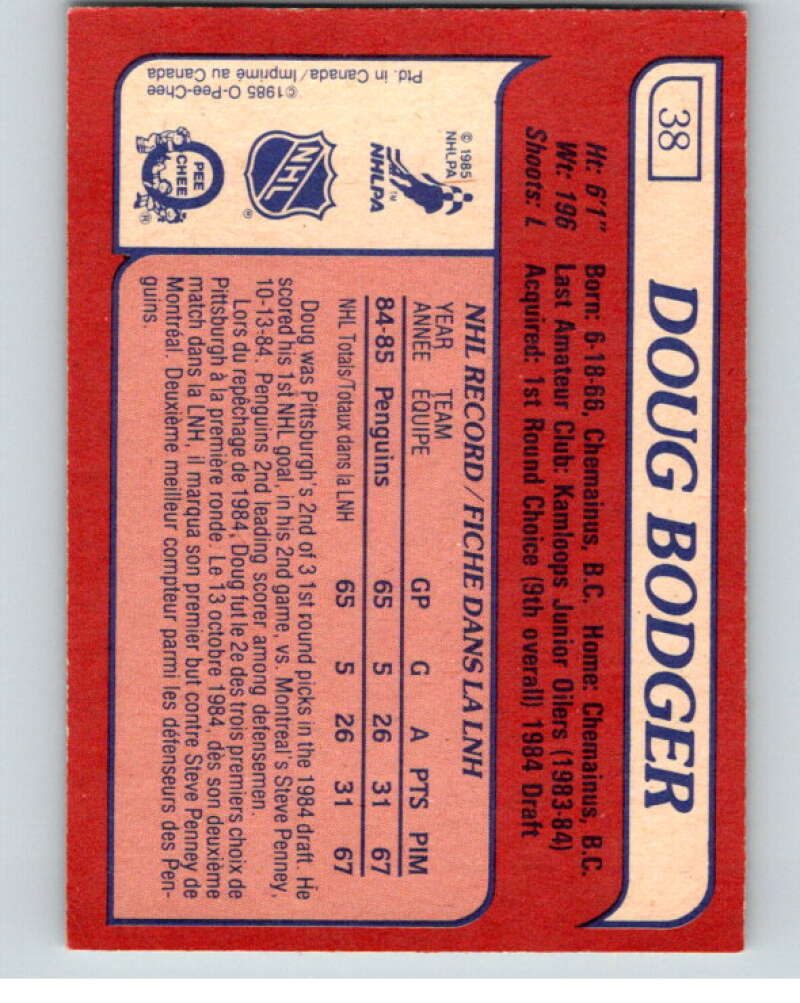 38
DOUG BODGER
Ht: 6'1" Born: 6-18-66, Chemainus, B.C. Home: Chemainus, B.C.
Wt: 196 Last Amateur Club: Kamloops Junior Oilers (1983-84)
Shoots: L Acquired: 1st Round Choice (9th overall) 1984 Draft
© 1985
NHLPA
NHLPA
TM
NHL
®
O PEE CHEE
®
©1985 O-Pee-Chee
Ptd. in Canada/Imprimé au Canada
NHL RECORD/FICHE DANS LA LNH
YEAR TEAM
ANNÉE ÉQUIPE GP G A PTS PIM
84-85 Penguins 65 5 26 31 67
NHL Totals/Totaux dans la LNH 65 5 26 31 67
Doug was Pittsburgh's 2nd of 3 1st round picks in the 1984 draft. He
scored his 1st NHL goal, in his 2nd game, vs. Montreal's Steve Penney,
10-13-84. Penguins 2nd leading scorer among defensemen.
Lors du repêchage de 1984, Doug fut le 2e des trois premiers choix de
Pittsburgh à la première ronde. Le 13 octobre 1984, dès son deuxième
match dans la LNH, il marqua son premier but contre Steve Penney de
Montréal. Deuxième meilleur compteur parmi les défenseurs des Pen-
guins.